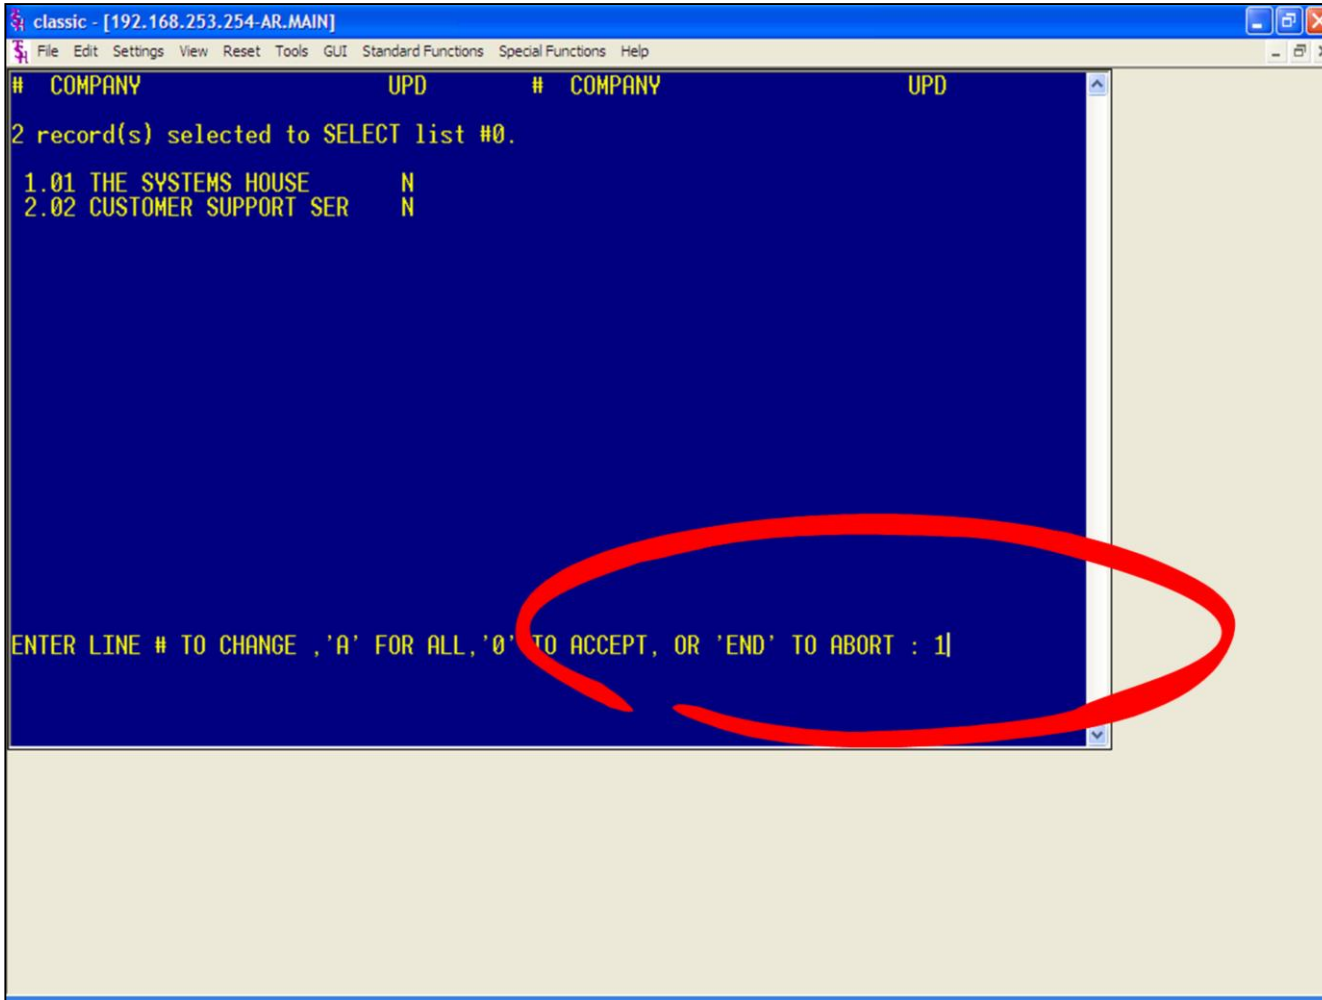 classic - [192.168.253.254-AR.MAIN]
File Edit Settings View Reset Tools GUI Standard Functions Special Functions Help
# COMPANY UPD # COMPANY UPD
2 record(s) selected to SELECT list #0.
1.01 THE SYSTEMS HOUSE N
2.02 CUSTOMER SUPPORT SER N
ENTER LINE # TO CHANGE ,'A' FOR ALL,'0' TO ACCEPT, OR 'END' TO ABORT : 1